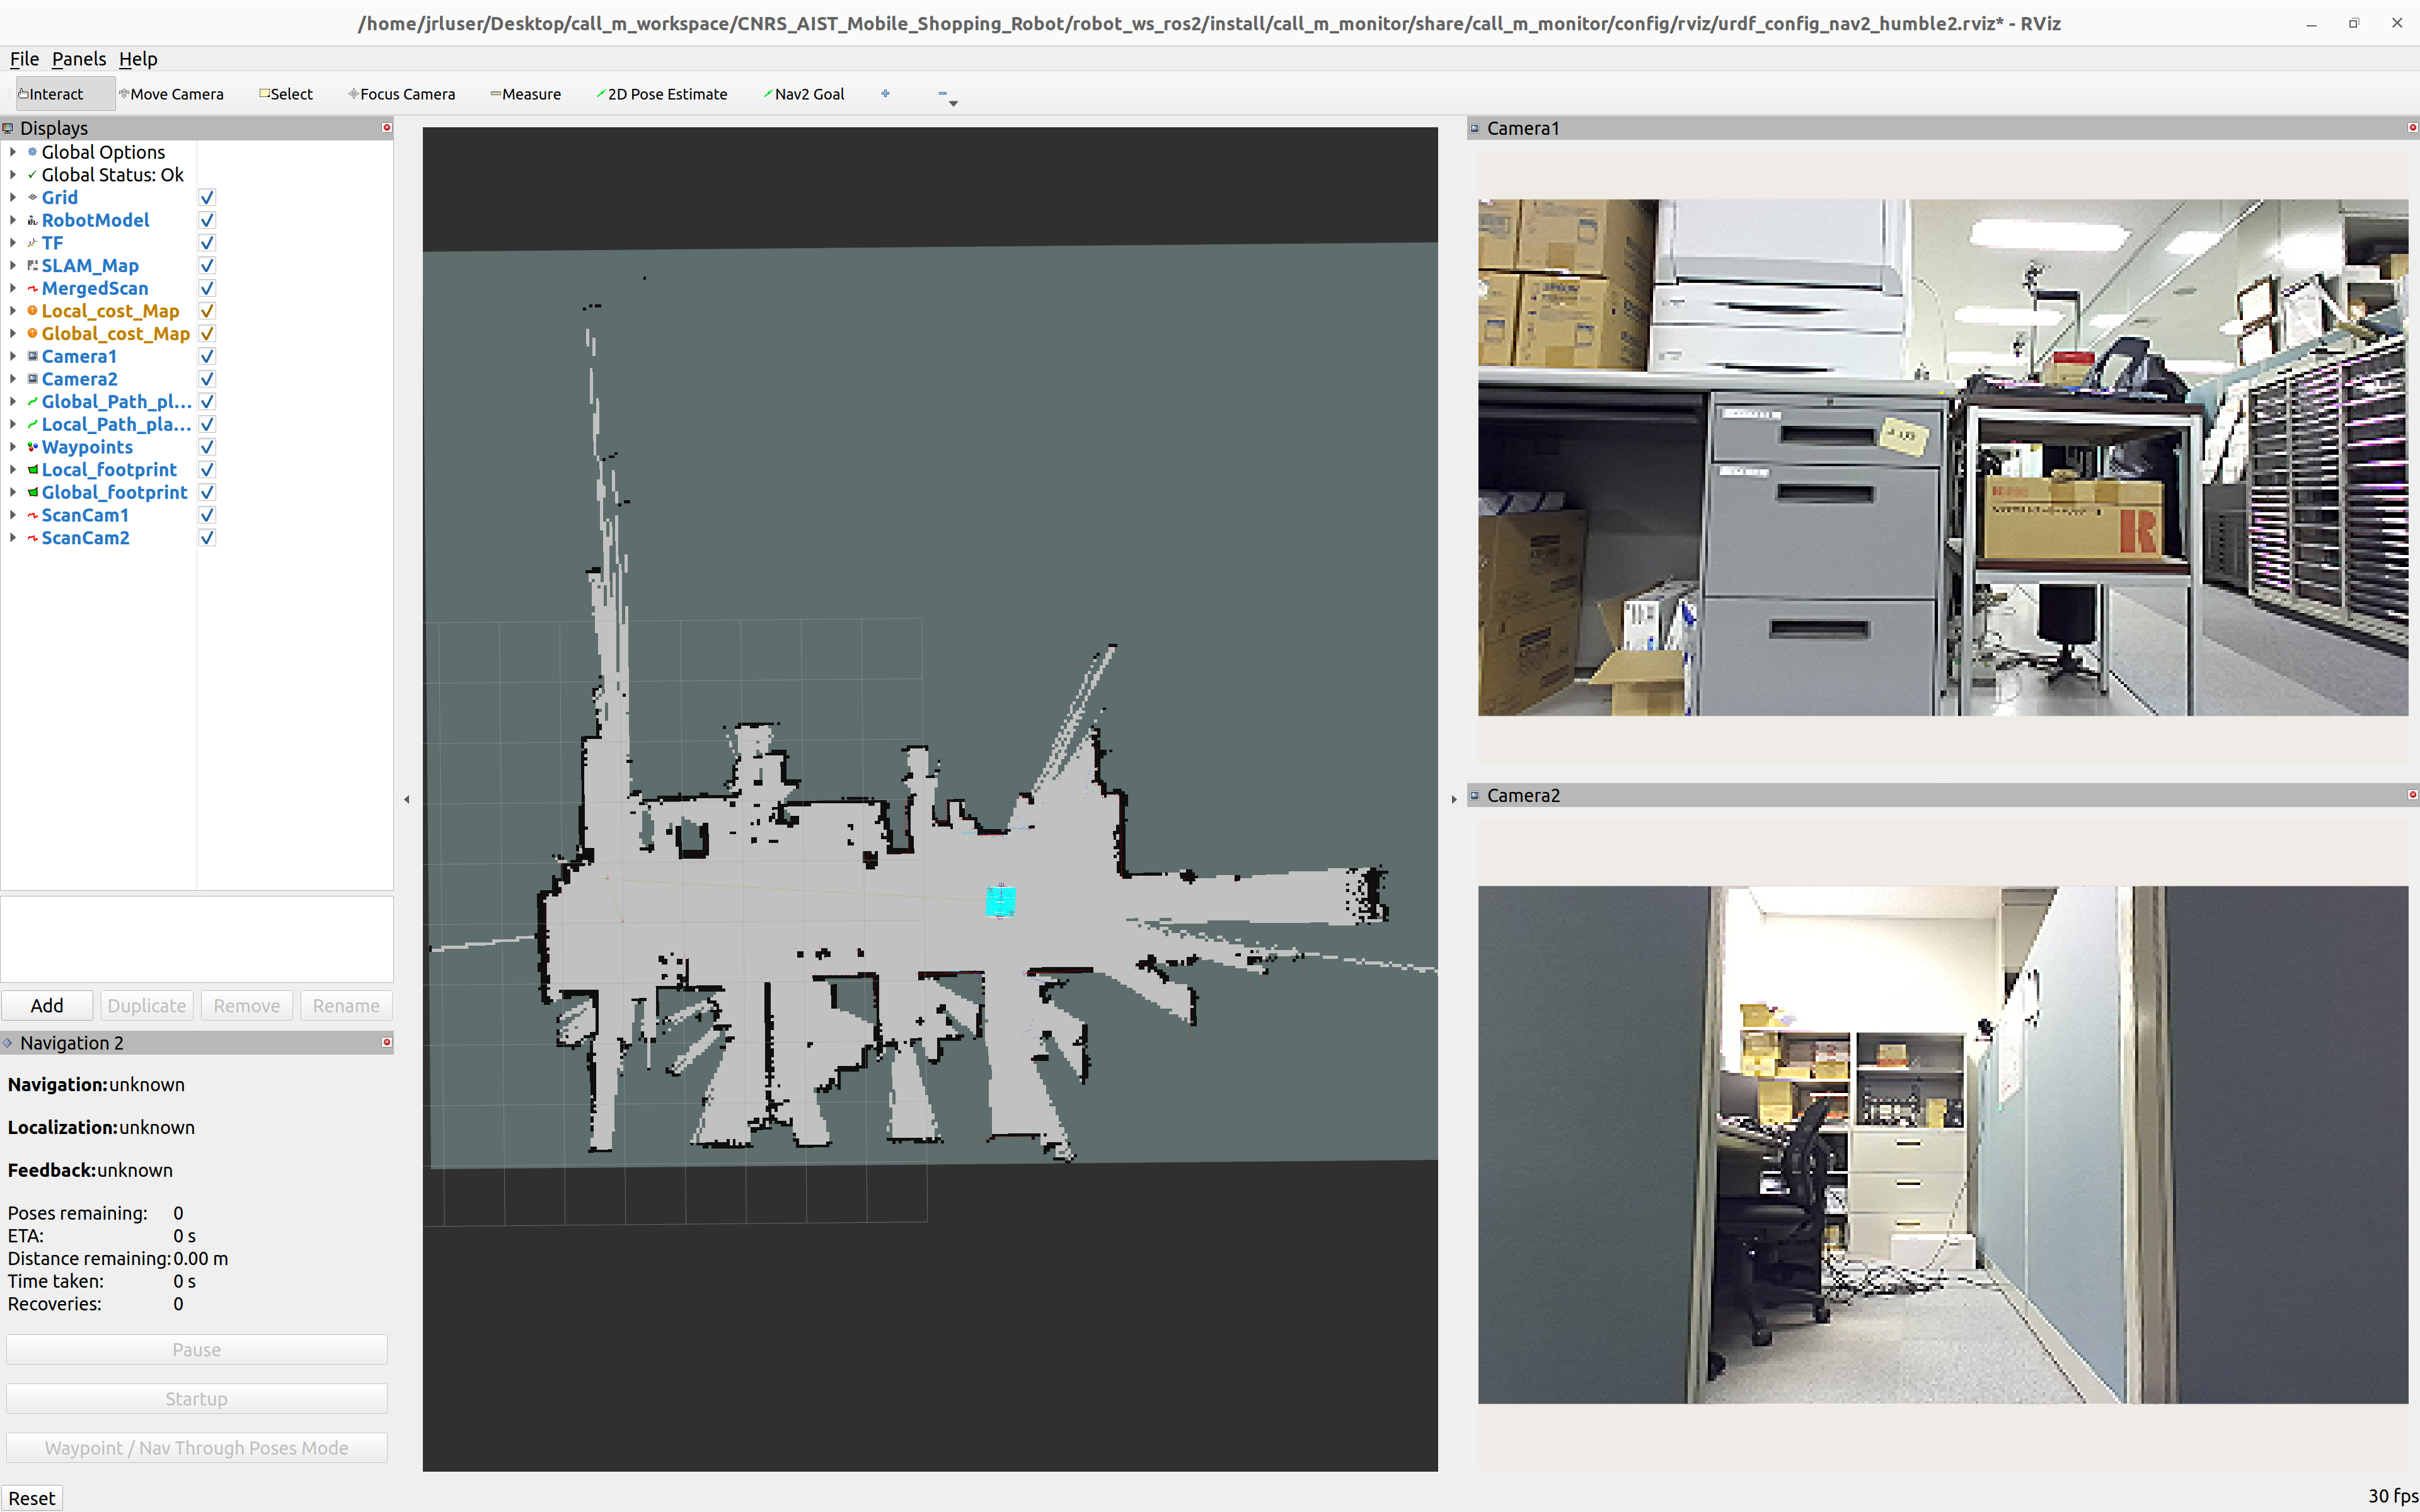 /home/jrluser/Desktop/call_m_workspace/CNRS_AIST_Mobile_Shopping_Robot/robot_ws_ros2/install/call_m_monitor/share/call_m_monitor/config/rviz/urdf_config_nav2_humble2.rviz* - RViz
File Panels Help
Interact Move Camera Select Focus Camera Measure 2D Pose Estimate Nav2 Goal
Displays
Global Options
Global Status: Ok
Grid
RobotModel
TF
SLAM_Map
MergedScan
Local_cost_Map
Global_cost_Map
Camera1
Camera2
Global_Path_pl...
Local_Path_pla...
Waypoints
Local_footprint
Global_footprint
ScanCam1
ScanCam2
Add Duplicate Remove Rename
Navigation 2
Navigation: unknown
Localization: unknown
Feedback: unknown
Poses remaining: 0
ETA: 0 s
Distance remaining: 0.00 m
Time taken: 0 s
Recoveries: 0
Pause
Startup
Waypoint / Nav Through Poses Mode
Reset
Camera1
R
Camera2
30 fps